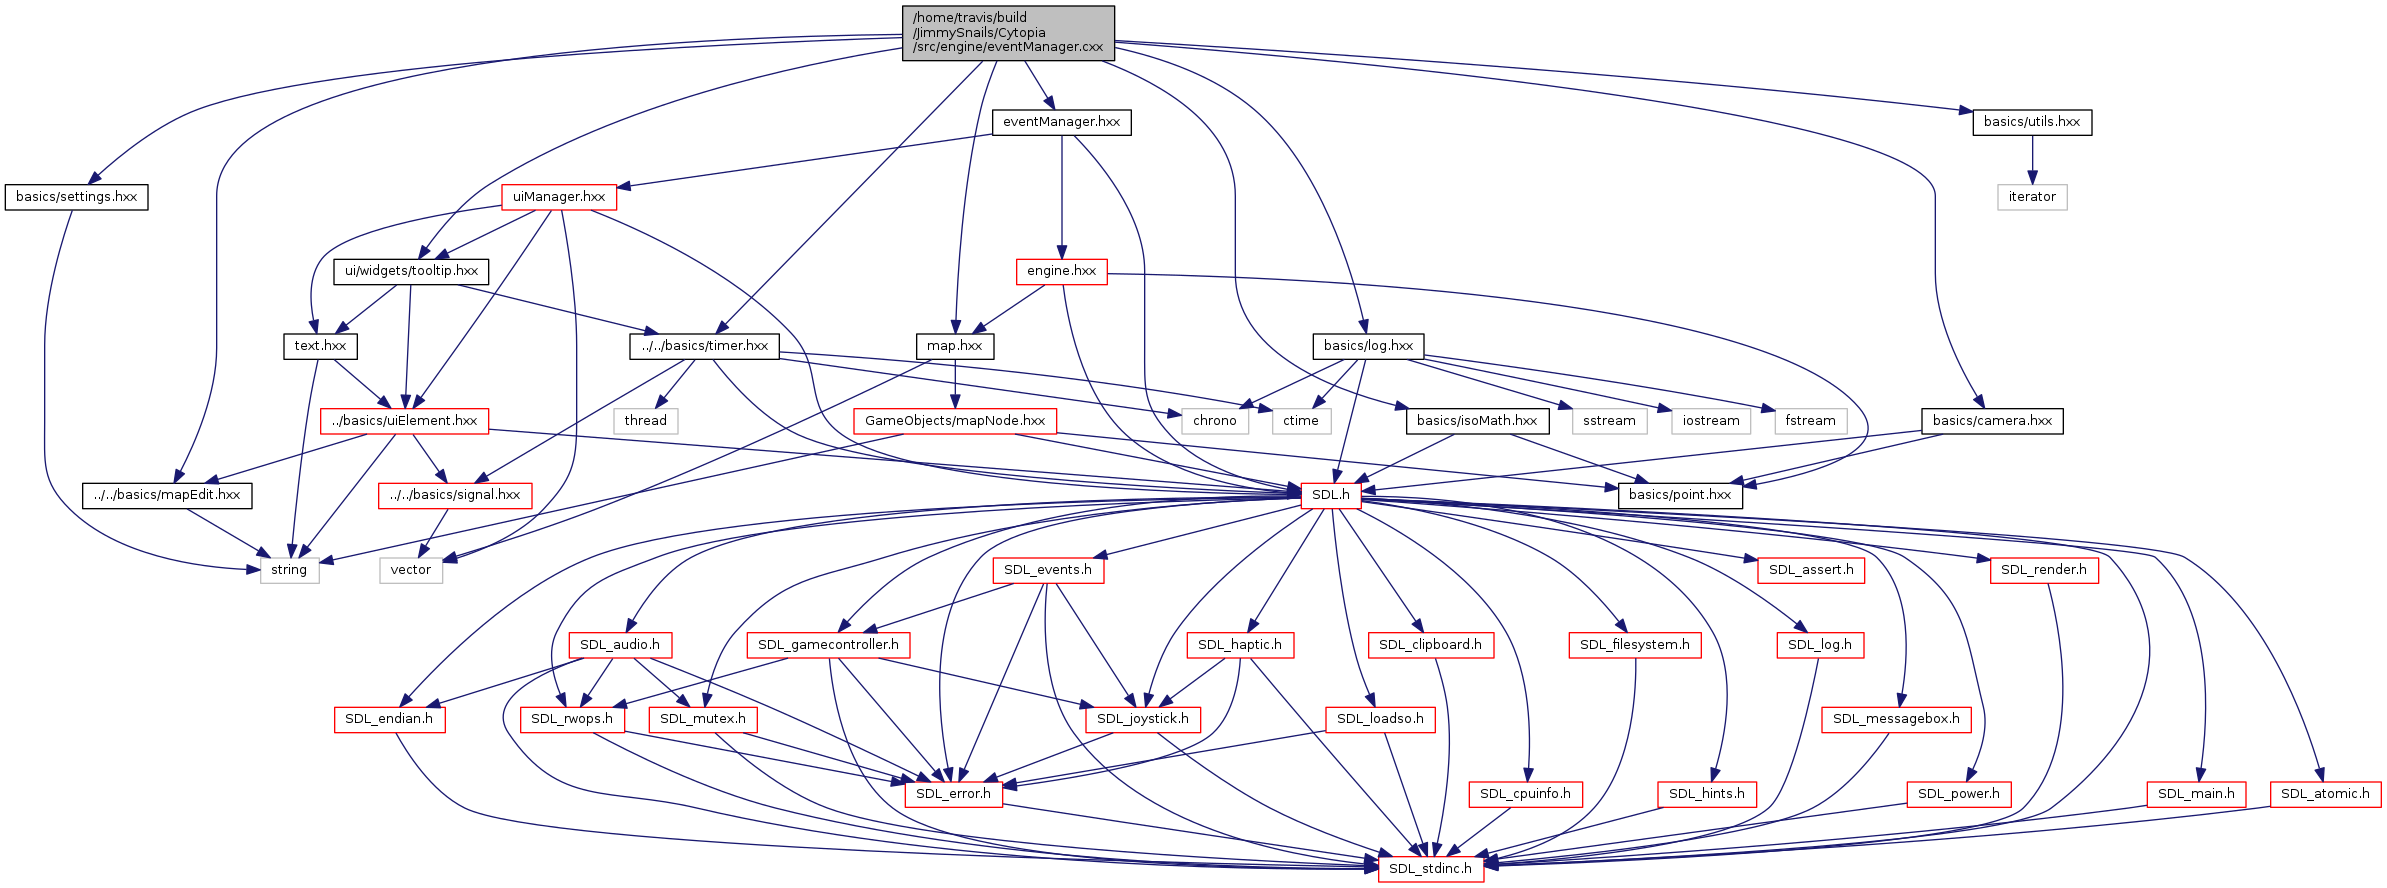 /home/travis/build
/JimmySnails/Cytopia
/src/engine/eventManager.cxx
eventManager.hxx
basics/utils.hxx
basics/settings.hxx
uiManager.hxx
iterator
ui/widgets/tooltip.hxx
engine.hxx
text.hxx
../../basics/timer.hxx
map.hxx
basics/log.hxx
../basics/uiElement.hxx
thread
GameObjects/mapNode.hxx
chrono
ctime
basics/isoMath.hxx
sstream
iostream
fstream
basics/camera.hxx
../../basics/mapEdit.hxx
../../basics/signal.hxx
SDL.h
basics/point.hxx
string
vector
SDL_events.h
SDL_assert.h
SDL_render.h
SDL_audio.h
SDL_gamecontroller.h
SDL_haptic.h
SDL_clipboard.h
SDL_filesystem.h
SDL_log.h
SDL_endian.h
SDL_rwops.h
SDL_mutex.h
SDL_joystick.h
SDL_loadso.h
SDL_messagebox.h
SDL_error.h
SDL_cpuinfo.h
SDL_hints.h
SDL_power.h
SDL_main.h
SDL_atomic.h
SDL_stdinc.h